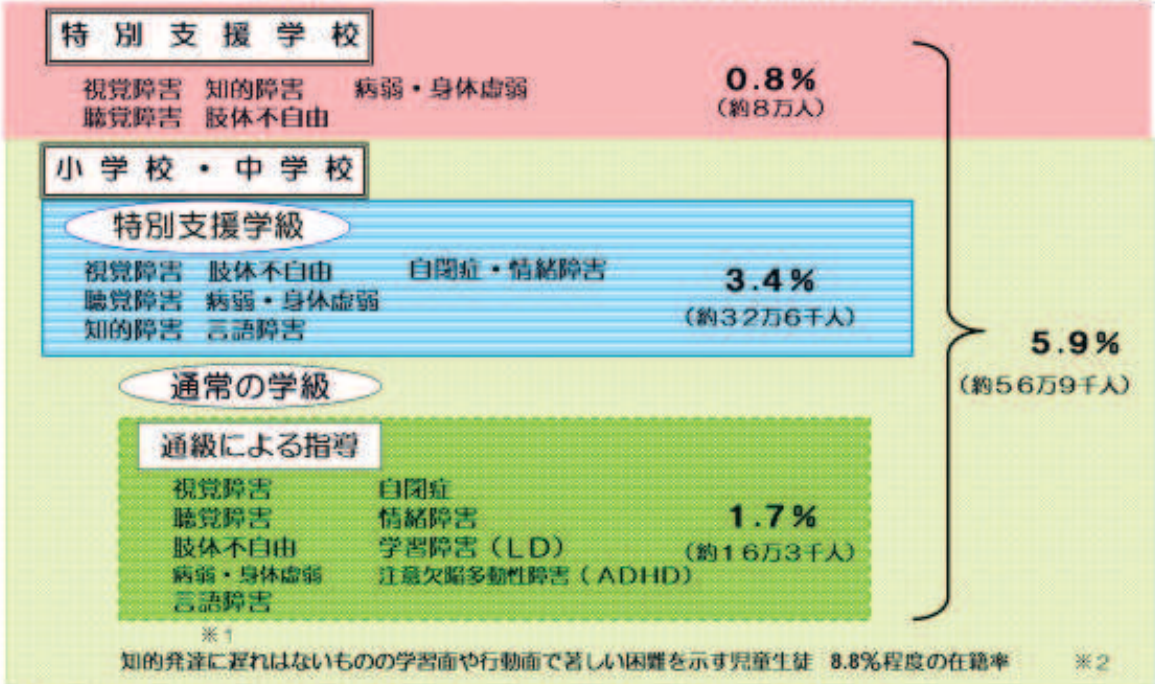 特別支援学校
視覚障害 知的障害 病弱・身体虚弱
聴覚障害 肢体不自由
0.8%
(約8万人)
小学校・中学校
特別支援学級
視覚障害 肢体不自由 自閉症・情緒障害
聴覚障害 病弱・身体虚弱
知的障害 言語障害
3.4%
(約32万6千人)
5.9%
(約56万9千人)
通常の学級
通級による指導
視覚障害 自閉症
聴覚障害 情緒障害
肢体不自由 学習障害(LD)
病弱・身体虚弱 注意欠陥多動性障害(ADHD)
言語障害
1.7%
(約16万3千人)
※1
知的発達に遅れはないものの学習面や行動面で著しい困難を示す児童生徒 8.8%程度の在籍率 ※2